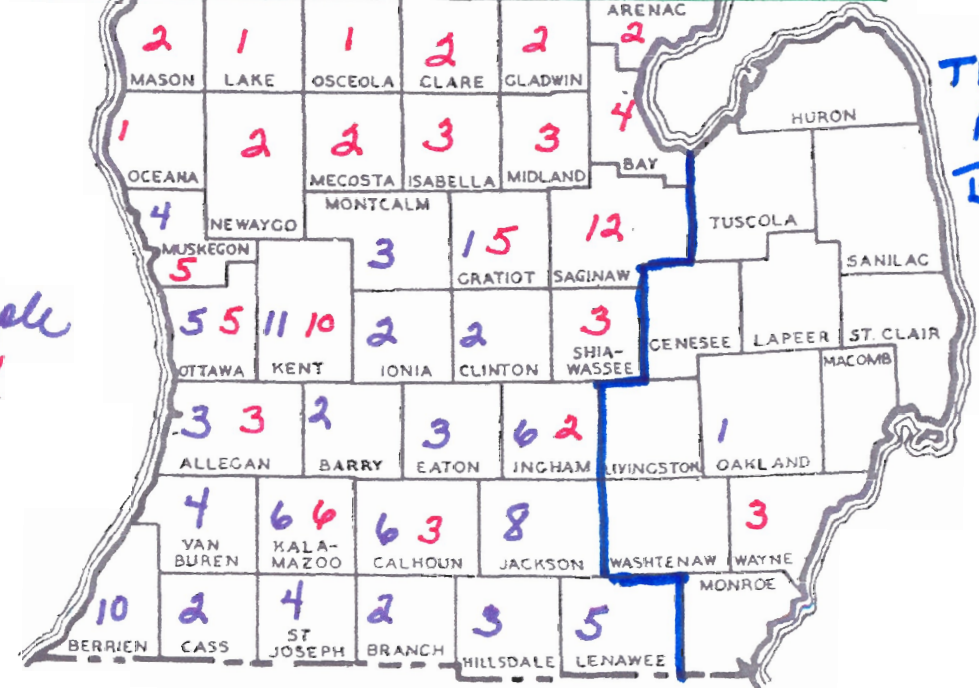 ARENAC
2 1 1 2 2 2
MASON LAKE OSCEOLA CLARE GLADWIN
1 2 2 3 3 4
HURON
OCEANA MECOSTA ISABELLA MIDLAND BAY
4 NEWAYGO MONTCALM TUSCOLA
MUSKEGON 3 1 5 12
5 GRATIOT SAGINAW SANILAC
5 5 11 10 2 2 3
OTTAWA KENT IONIA CLINTON SHIA-
WASSEE GENESEE LAPEER ST. CLAIR
MACOMB
3 3 2 3 6 2 1
ALLEGAN BARRY EATON INGHAM LIVINGSTON OAKLAND
4 6 6 6 3 8 3
VAN
BUREN KALA-
MAZOO CALHOUN JACKSON WASHTENAW WAYNE
MONROE
10 2 4 2 3 5
BERRIEN CASS ST
JOSEPH BRANCH HILLSDALE LENAWEE